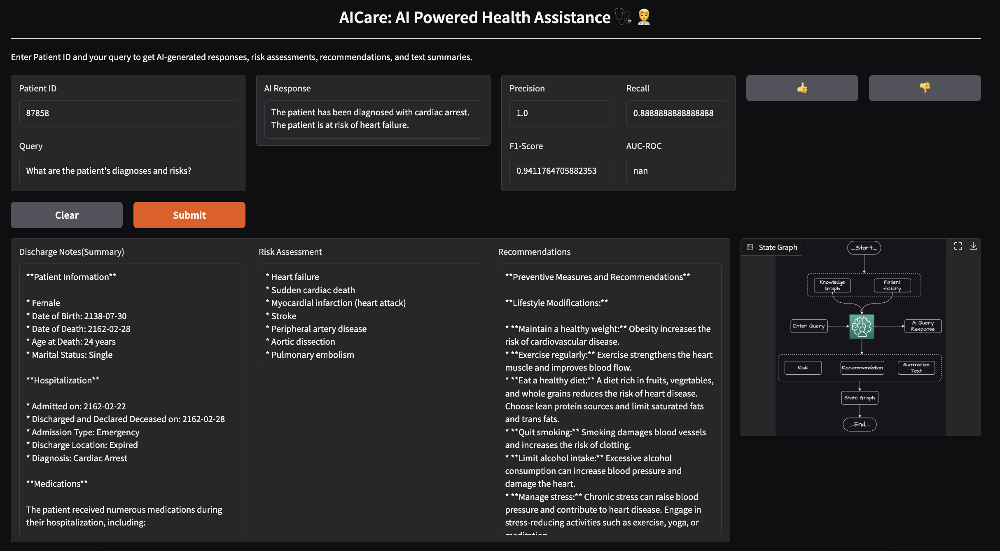 AICare: AI Powered Health Assistance
Enter Patient ID and your query to get AI-generated responses, risk assessments, recommendations, and text summaries.
Patient ID
87858
Query
What are the patient's diagnoses and risks?
Clear
Submit
AI Response
The patient has been diagnosed with cardiac arrest.
The patient is at risk of heart failure.
Precision
1.0
Recall
0.8888888888888888
F1-Score
0.9411764705882353
AUC-ROC
nan
Discharge Notes(Summary)
**Patient Information**
* Female
* Date of Birth: 2138-07-30
* Date of Death: 2162-02-28
* Age at Death: 24 years
* Marital Status: Single
**Hospitalization**
* Admitted on: 2162-02-22
* Discharged and Declared Deceased on: 2162-02-28
* Admission Type: Emergency
* Discharge Location: Expired
* Diagnosis: Cardiac Arrest
**Medications**
The patient received numerous medications during
their hospitalization, including:
Risk Assessment
* Heart failure
* Sudden cardiac death
* Myocardial infarction (heart attack)
* Stroke
* Peripheral artery disease
* Aortic dissection
* Pulmonary embolism
Recommendations
**Preventive Measures and Recommendations**
**Lifestyle Modifications:**
* **Maintain a healthy weight:** Obesity increases the
risk of cardiovascular disease.
* **Exercise regularly:** Exercise strengthens the heart
muscle and improves blood flow.
* **Eat a healthy diet:** A diet rich in fruits, vegetables,
and whole grains reduces the risk of heart disease.
Choose lean protein sources and limit saturated fats
and trans fats.
* **Quit smoking:** Smoking damages blood vessels
and increases the risk of clotting.
* **Limit alcohol intake:** Excessive alcohol
consumption can increase blood pressure and
damage the heart.
* **Manage stress:** Chronic stress can raise blood
pressure and contribute to heart disease. Engage in
stress-reducing activities such as exercise, yoga, or
meditation
State Graph
_Start_
Knowledge
Graph
Patient
History
Enter Query
AI Query
Response
Risk
Recommendation
Summarize
Text
State Graph
_End_